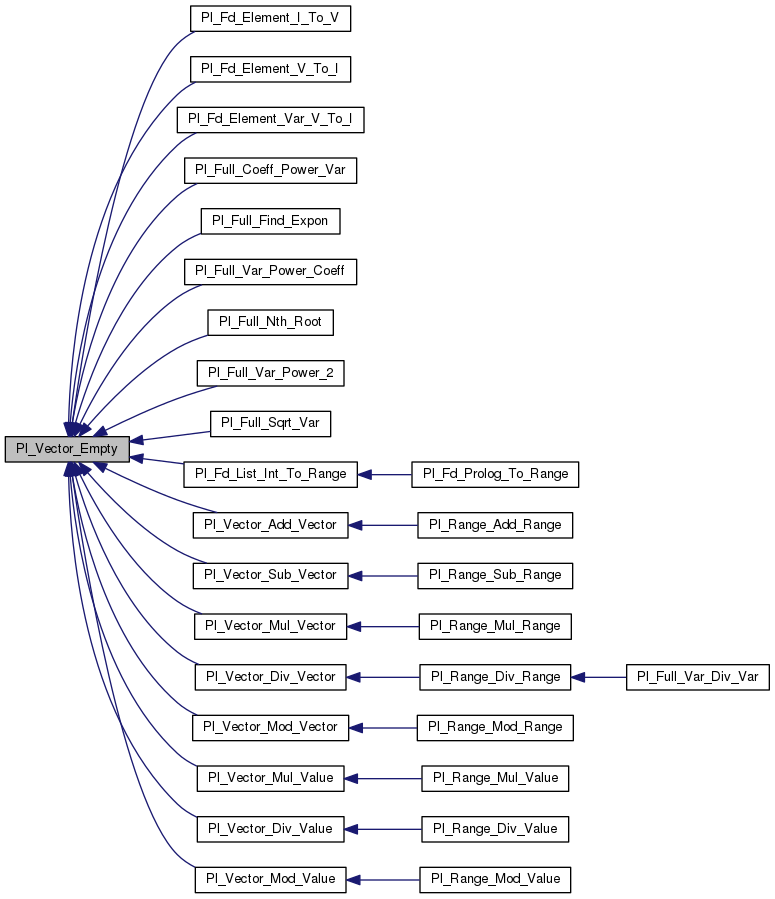 Pl_Fd_Element_I_To_V
Pl_Fd_Element_V_To_I
Pl_Fd_Element_Var_V_To_I
Pl_Full_Coeff_Power_Var
Pl_Full_Find_Expon
Pl_Full_Var_Power_Coeff
Pl_Full_Nth_Root
Pl_Full_Var_Power_2
Pl_Full_Sqrt_Var
Pl_Vector_Empty
Pl_Fd_List_Int_To_Range Pl_Fd_Prolog_To_Range
Pl_Vector_Add_Vector Pl_Range_Add_Range
Pl_Vector_Sub_Vector Pl_Range_Sub_Range
Pl_Vector_Mul_Vector Pl_Range_Mul_Range
Pl_Vector_Div_Vector Pl_Range_Div_Range Pl_Full_Var_Div_Var
Pl_Vector_Mod_Vector Pl_Range_Mod_Range
Pl_Vector_Mul_Value Pl_Range_Mul_Value
Pl_Vector_Div_Value Pl_Range_Div_Value
Pl_Vector_Mod_Value Pl_Range_Mod_Value